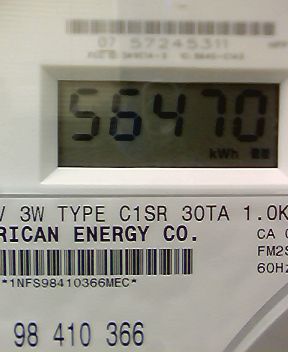 07 57245311
56470
kWh
V 3W TYPE C1SR 30TA 1.0K
RICAN ENERGY CO.
CA
FM2S
60Hz
*1NFS98410366MEC*
98 410 366